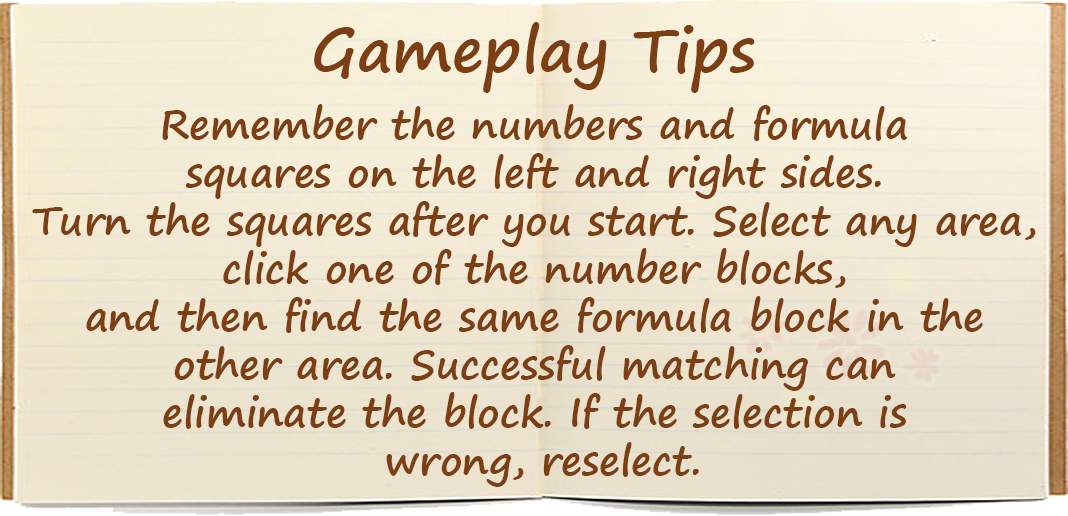 Gameplay Tips
Remember the numbers and formula
squares on the left and right sides.
Turn the squares after you start. Select any area,
click one of the number blocks,
and then find the same formula block in the
other area. Successful matching can
eliminate the block. If the selection is
wrong, reselect.